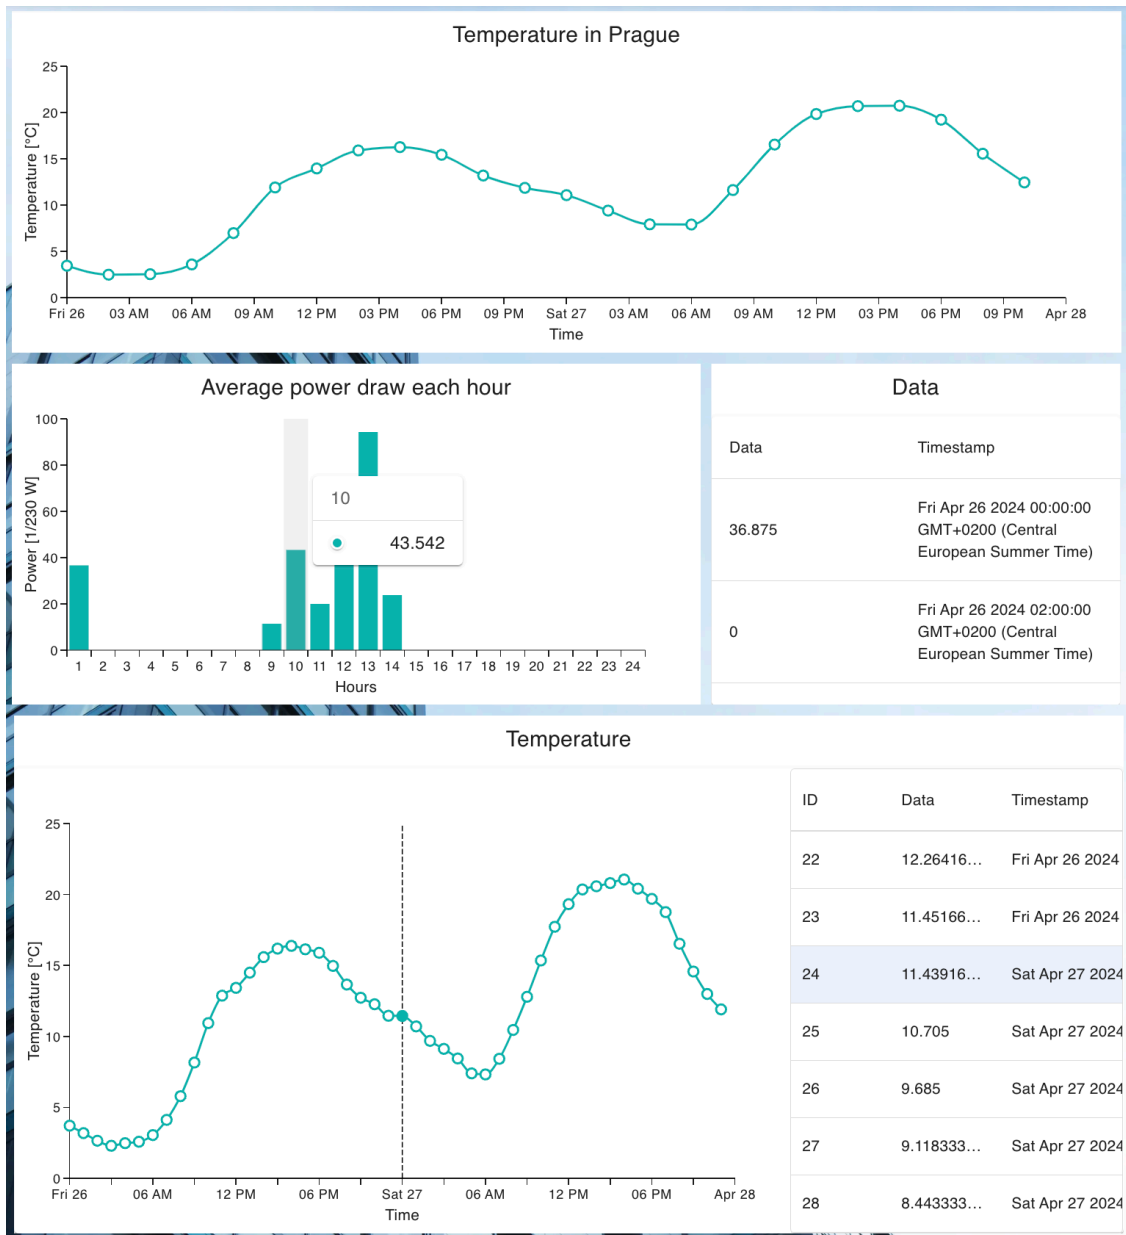 Temperature in Prague
25
20
15
10
5
0
Temperature [°C]
Fri 26 03 AM 06 AM 09 AM 12 PM 03 PM 06 PM 09 PM Sat 27 03 AM 06 AM 09 AM 12 PM 03 PM 06 PM 09 PM Apr 28
Time
Average power draw each hour
100
80
60
40
20
0
Power [1/230 W]
10
43.542
1 2 3 4 5 6 7 8 9 10 11 12 13 14 15 16 17 18 19 20 21 22 23 24
Hours
Data
Data Timestamp
36.875
Fri Apr 26 2024 00:00:00
GMT+0200 (Central
European Summer Time)
0
Fri Apr 26 2024 02:00:00
GMT+0200 (Central
European Summer Time)
Temperature
25
20
15
10
5
0
Temperature [°C]
Fri 26 06 AM 12 PM 06 PM Sat 27 06 AM 12 PM 06 PM Apr 28
Time
ID Data Timestamp
22 12.26416... Fri Apr 26 2024
23 11.45166... Fri Apr 26 2024
24 11.43916... Sat Apr 27 2024
25 10.705 Sat Apr 27 2024
26 9.685 Sat Apr 27 2024
27 9.118333... Sat Apr 27 2024
28 8.443333... Sat Apr 27 2024